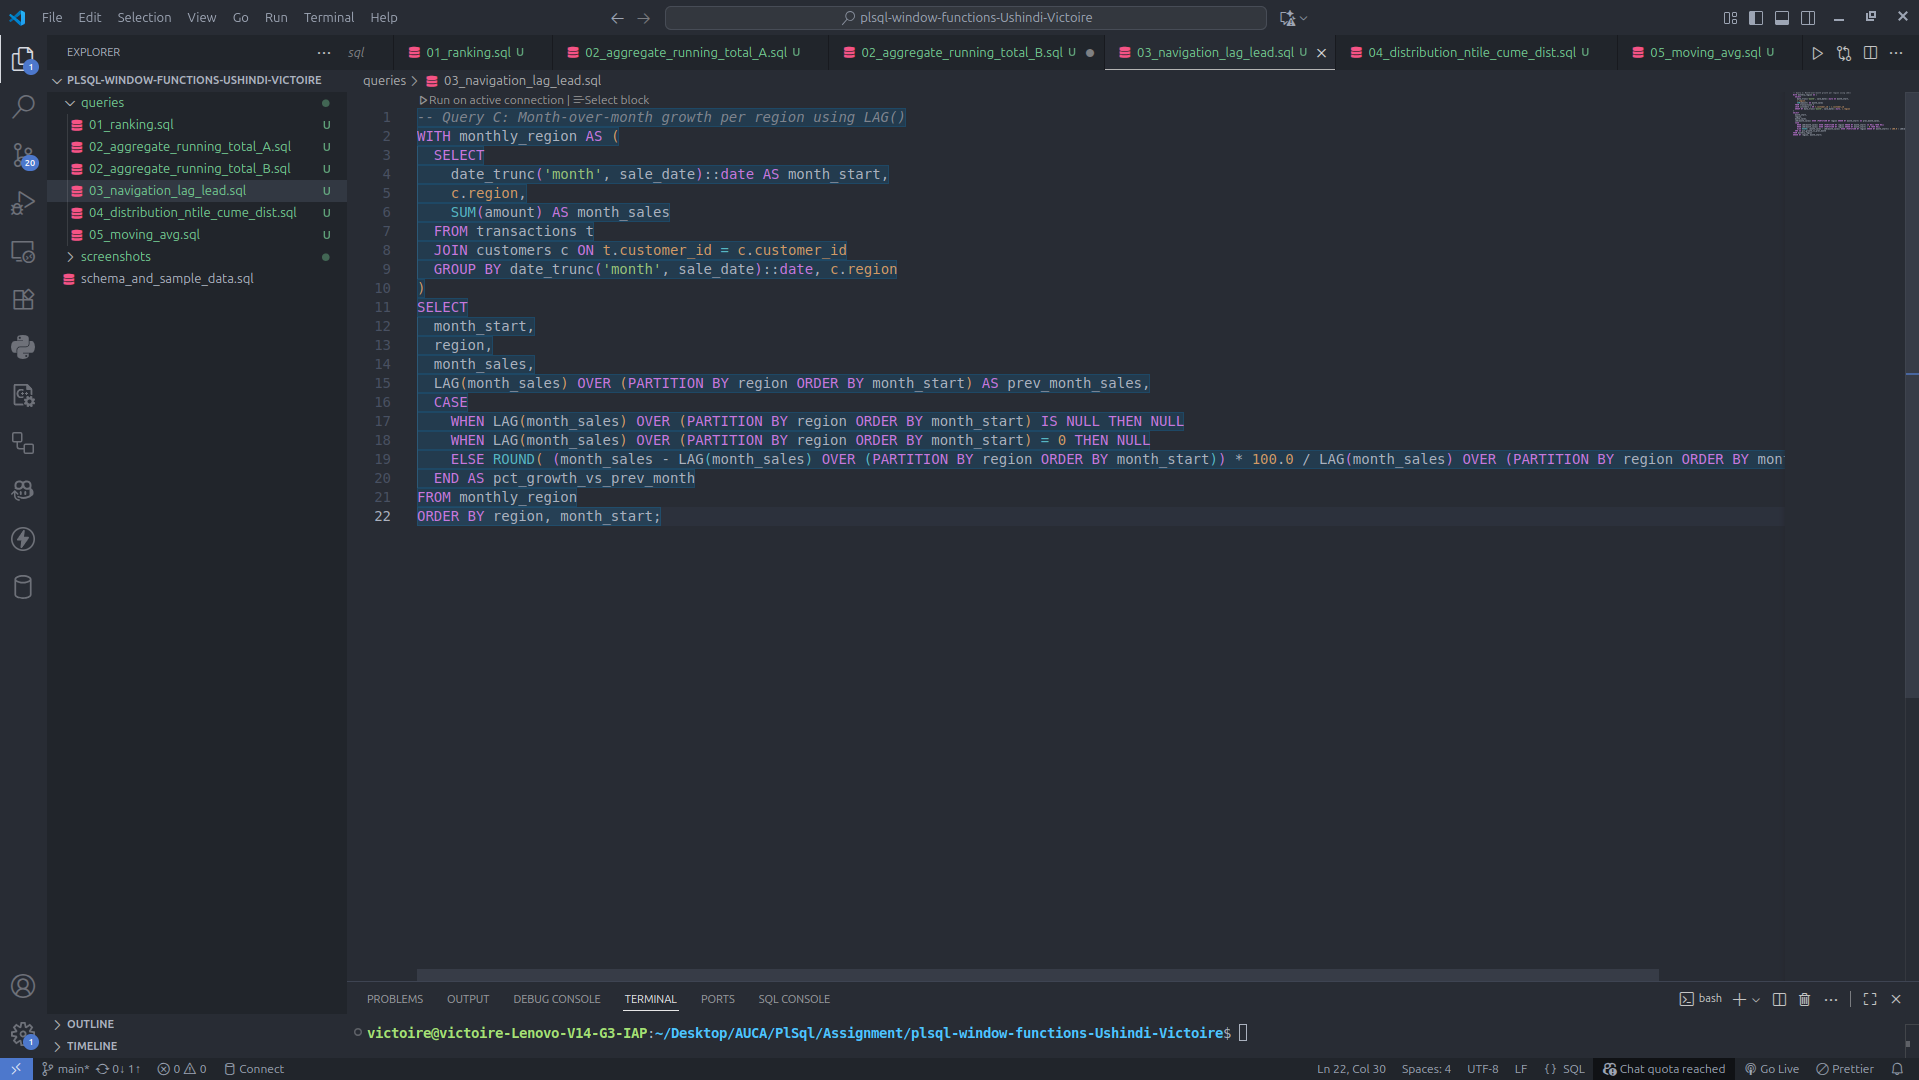 File Edit Selection View Go Run Terminal Help
plsql-window-functions-Ushindi-Victoire
EXPLORER
sql
01_ranking.sql U
02_aggregate_running_total_A.sql U
02_aggregate_running_total_B.sql U
03_navigation_lag_lead.sql U
04_distribution_ntile_cume_dist.sql U
05_moving_avg.sql U
PLSQL-WINDOW-FUNCTIONS-USHINDI-VICTOIRE
queries
01_ranking.sql U
02_aggregate_running_total_A.sql U
02_aggregate_running_total_B.sql U
03_navigation_lag_lead.sql U
04_distribution_ntile_cume_dist.sql U
05_moving_avg.sql U
screenshots
schema_and_sample_data.sql
1
20
1
OUTLINE
TIMELINE
queries > 03_navigation_lag_lead.sql
Run on active connection | Select block
1 -- Query C: Month-over-month growth per region using LAG()
2 WITH monthly_region AS (
3 SELECT
4 date_trunc('month', sale_date)::date AS month_start,
5 c.region,
6 SUM(amount) AS month_sales
7 FROM transactions t
8 JOIN customers c ON t.customer_id = c.customer_id
9 GROUP BY date_trunc('month', sale_date)::date, c.region
10 )
11 SELECT
12 month_start,
13 region,
14 month_sales,
15 LAG(month_sales) OVER (PARTITION BY region ORDER BY month_start) AS prev_month_sales,
16 CASE
17 WHEN LAG(month_sales) OVER (PARTITION BY region ORDER BY month_start) IS NULL THEN NULL
18 WHEN LAG(month_sales) OVER (PARTITION BY region ORDER BY month_start) = 0 THEN NULL
19 ELSE ROUND( (month_sales - LAG(month_sales) OVER (PARTITION BY region ORDER BY month_start)) * 100.0 / LAG(month_sales) OVER (PARTITION BY region ORDER BY mon
20 END AS pct_growth_vs_prev_month
21 FROM monthly_region
22 ORDER BY region, month_start;
PROBLEMS OUTPUT DEBUG CONSOLE TERMINAL PORTS SQL CONSOLE
bash
victoire@victoire-Lenovo-V14-G3-IAP:~/Desktop/AUCA/PlSql/Assignment/plsql-window-functions-Ushindi-Victoire$
main* 0↓ 1↑ 0 0 Connect
Ln 22, Col 30 Spaces: 4 UTF-8 LF {} SQL Chat quota reached Go Live Prettier